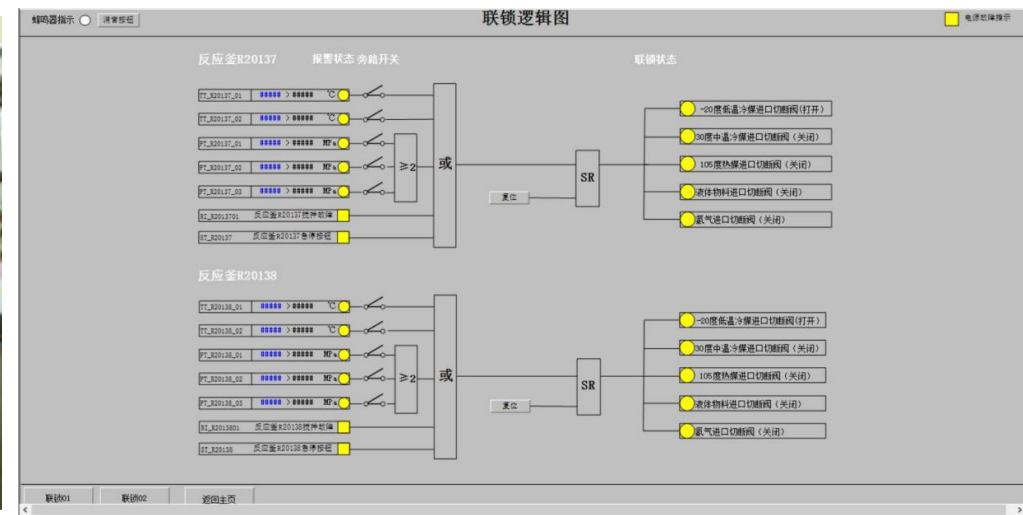 蜂鸣器指示 消音按钮 联锁逻辑图 电源故障指示
反应釜R20137 报警状态 旁路开关 联锁状态
TT_R20137_01 ##### > ##### ℃
TT_R20137_02 ##### > ##### ℃
PT_R20137_01 ##### > ##### MPa
PT_R20137_02 ##### > ##### MPa
PT_R20137_03 ##### > ##### MPa
RI_R2013701 反应釜R20137搅拌故障
ST_R20137 反应釜R20137急停按钮
≥2
或
复位
SR
-20度低温冷媒进口切断阀(打开)
30度中温冷媒进口切断阀（关闭）
105度热媒进口切断阀（关闭）
液体物料进口切断阀（关闭）
氯气进口切断阀（关闭）
反应釜R20138
TT_R20138_01 ##### > ##### ℃
TT_R20138_02 ##### > ##### ℃
PT_R20138_01 ##### > ##### MPa
PT_R20138_02 ##### > ##### MPa
PT_R20138_03 ##### > ##### MPa
RI_R2013801 反应釜R20138搅拌故障
ST_R20138 反应釜R20138急停按钮
≥2
或
复位
SR
-20度低温冷媒进口切断阀(打开)
30度中温冷媒进口切断阀（关闭）
105度热媒进口切断阀（关闭）
液体物料进口切断阀（关闭）
氯气进口切断阀（关闭）
联锁01 联锁02 返回主页